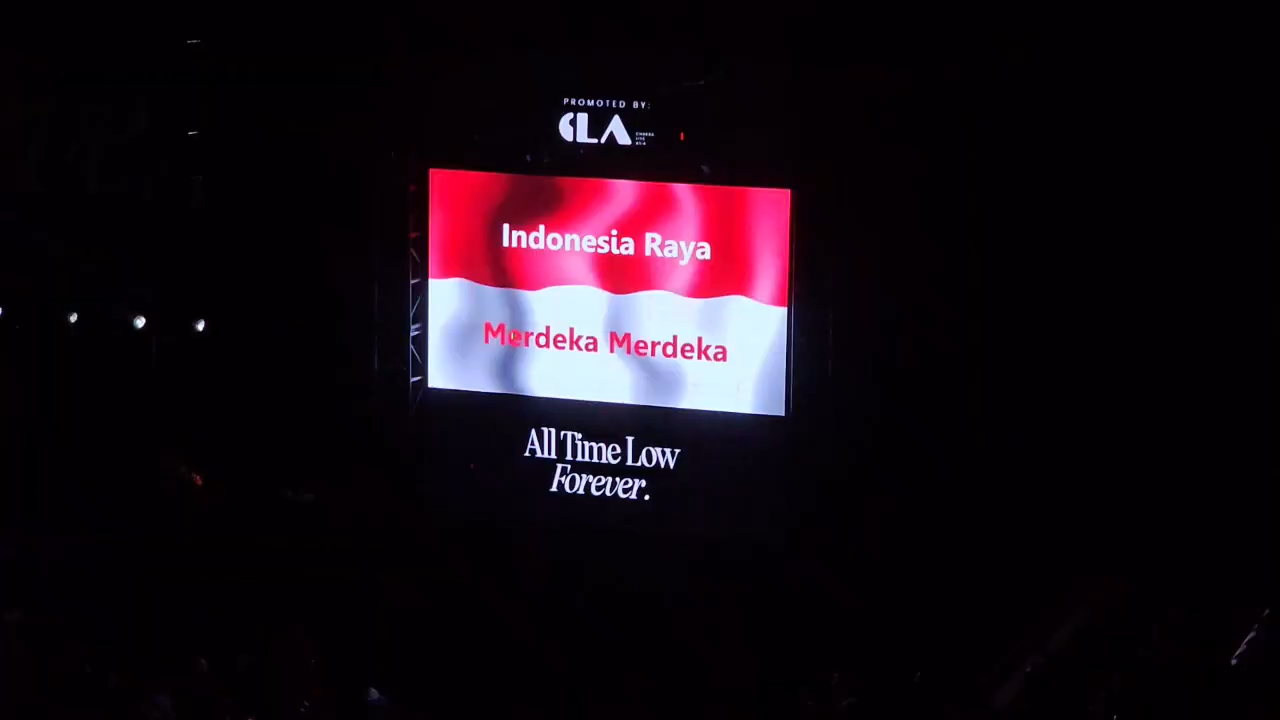 PROMOTED BY:
CLA
Indonesia Raya
Merdeka Merdeka
All Time Low
Forever.